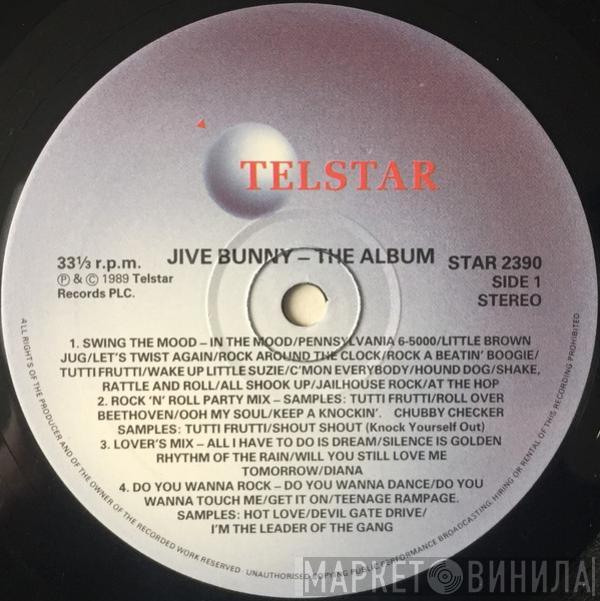 TELSTAR
JIVE BUNNY – THE ALBUM
33⅓ r.p.m.
Ⓟ & © 1989 Telstar
Records PLC.
STAR 2390
SIDE 1
STEREO
1. SWING THE MOOD – IN THE MOOD/PENNSYLVANIA 6-5000/LITTLE BROWN
JUG/LET'S TWIST AGAIN/ROCK AROUND THE CLOCK/ROCK A BEATIN' BOOGIE/
TUTTI FRUTTI/WAKE UP LITTLE SUZIE/C'MON EVERYBODY/HOUND DOG/SHAKE,
RATTLE AND ROLL/ALL SHOOK UP/JAILHOUSE ROCK/AT THE HOP
2. ROCK 'N' ROLL PARTY MIX – SAMPLES: TUTTI FRUTTI/ROLL OVER
BEETHOVEN/OOH MY SOUL/KEEP A KNOCKIN'. CHUBBY CHECKER
SAMPLES: TUTTI FRUTTI/SHOUT SHOUT (Knock Yourself Out)
3. LOVER'S MIX – ALL I HAVE TO DO IS DREAM/SILENCE IS GOLDEN
RHYTHM OF THE RAIN/WILL YOU STILL LOVE ME
TOMORROW/DIANA
4. DO YOU WANNA ROCK – DO YOU WANNA DANCE/DO YOU
WANNA TOUCH ME/GET IT ON/TEENAGE RAMPAGE.
SAMPLES: HOT LOVE/DEVIL GATE DRIVE/
I'M THE LEADER OF THE GANG
ALL RIGHTS OF THE PRODUCER AND OF THE OWNER OF THE RECORDED WORK RESERVED · UNAUTHORISED COPYING PUBLIC PERFORMANCE BROADCASTING HIRING OR RENTAL OF THIS RECORDING PROHIBITED
МАРКЕТ ВИНИЛА